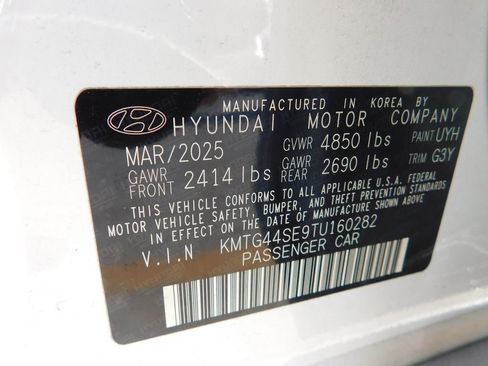 MANUFACTURED IN KOREA BY
HYUNDAI MOTOR COMPANY
MAR/2025 GVWR 4850 lbs PAINT UYH
GAWR FRONT 2414 lbs GAWR REAR 2690 lbs TRIM G3Y
THIS VEHICLE CONFORMS TO ALL APPLICABLE U.S.A. FEDERAL
MOTOR VEHICLE SAFETY, BUMPER, AND THEFT PREVENTION STANDARDS
IN EFFECT ON THE DATE OF MANUFACTURE SHOWN ABOVE.
V.I.N KMTG44SE9TU160282
PASSENGER CAR